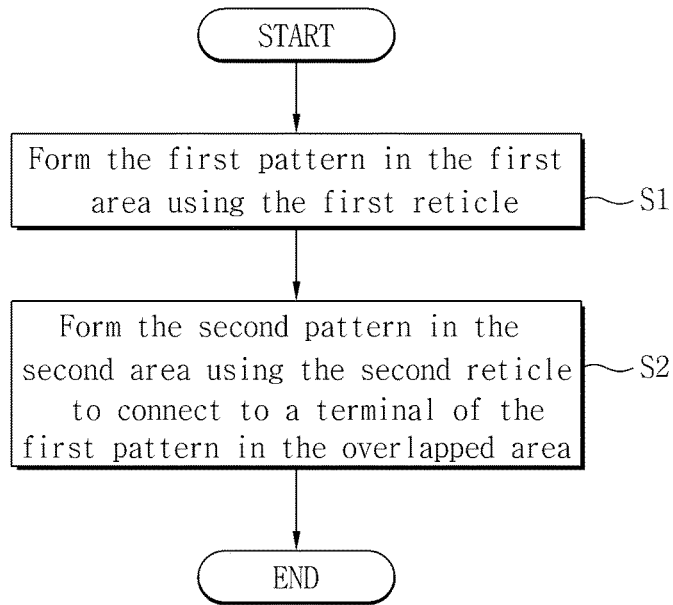 START
Form the first pattern in the first
area using the first reticle
S1
Form the second pattern in the
second area using the second reticle
to connect to a terminal of the
first pattern in the overlapped area
S2
END